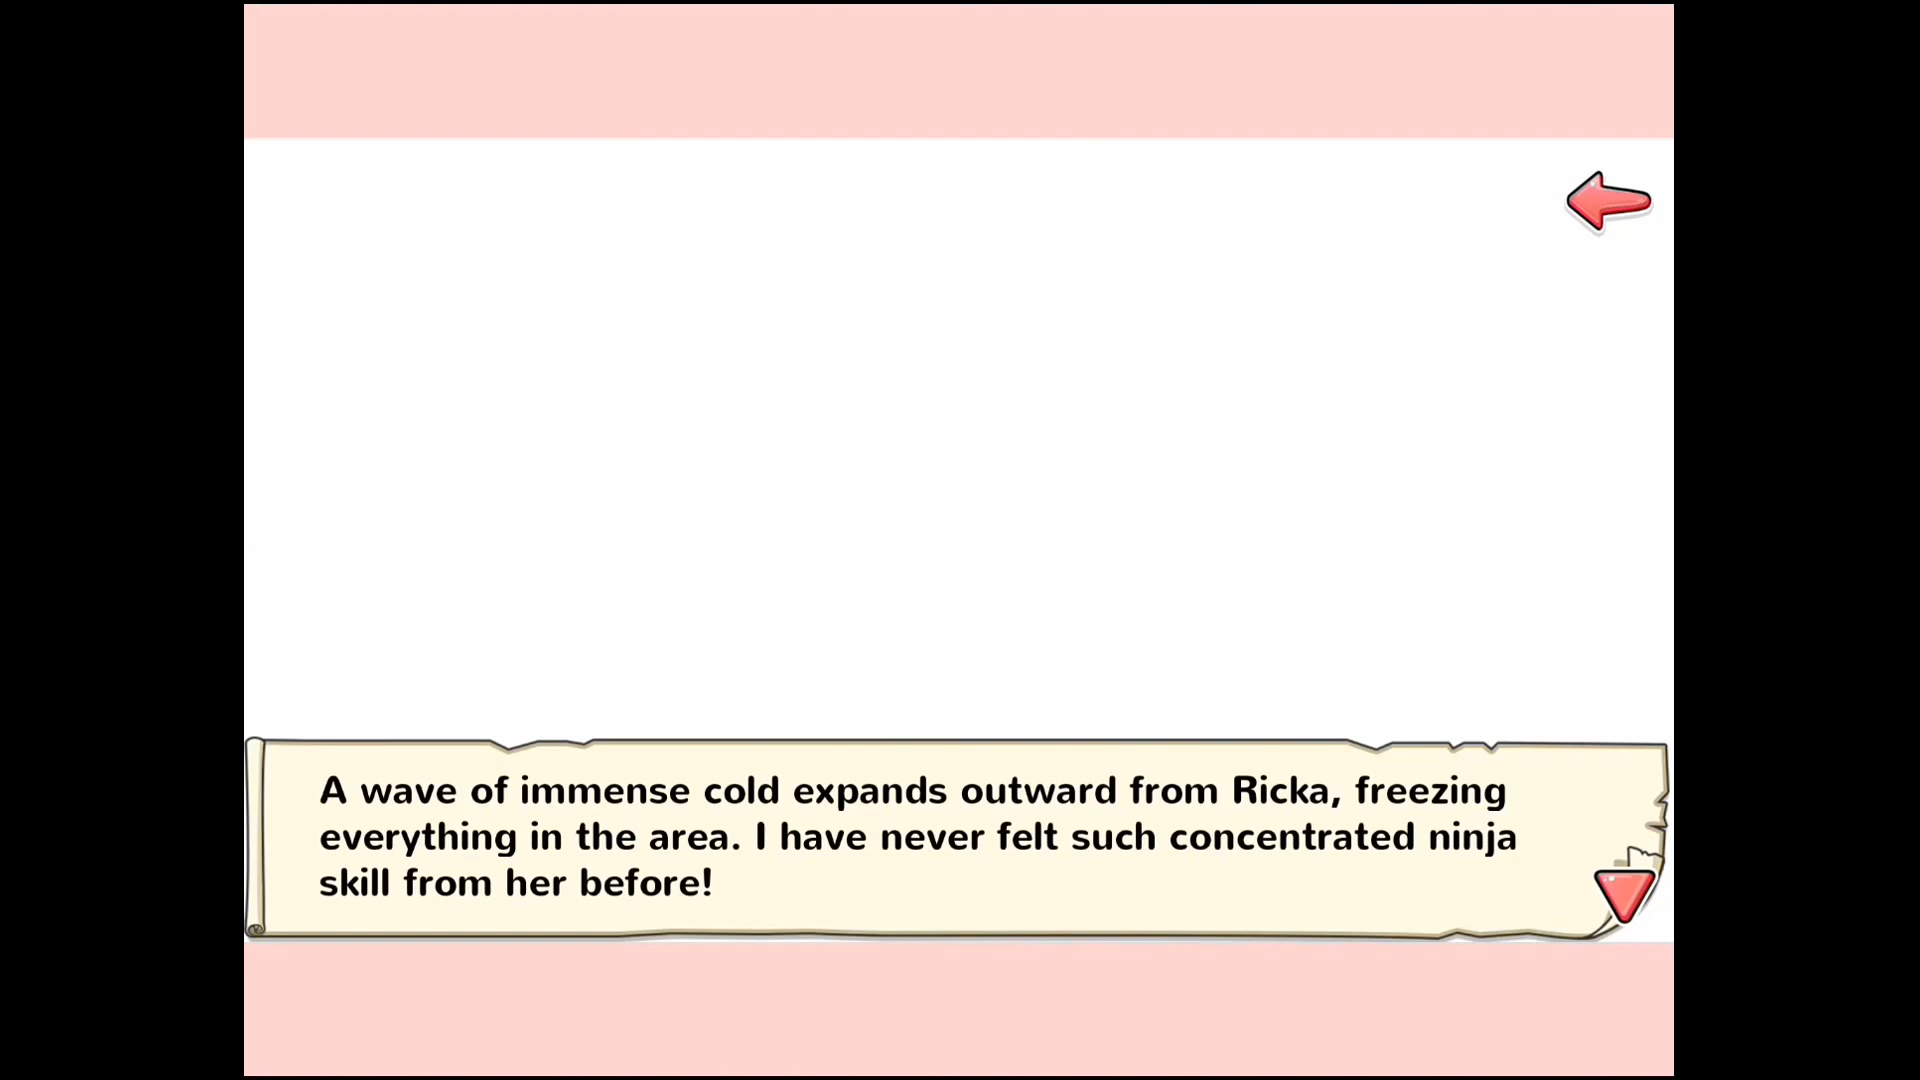 A wave of immense cold expands outward from Ricka, freezing
everything in the area. I have never felt such concentrated ninja
skill from her before!